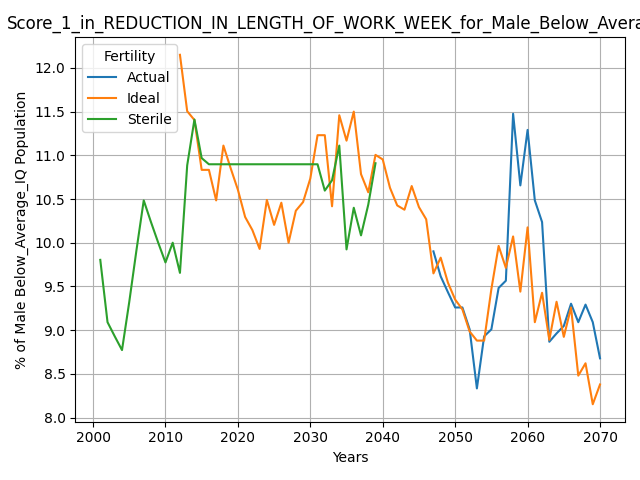 Score_1_in_REDUCTION_IN_LENGTH_OF_WORK_WEEK_for_Male_Below_Avera
Fertility
Actual
Ideal
Sterile
12.0
11.5
11.0
10.5
10.0
9.5
9.0
8.5
8.0
% of Male Below_Average_IQ Population
2000 2010 2020 2030 2040 2050 2060 2070
Years